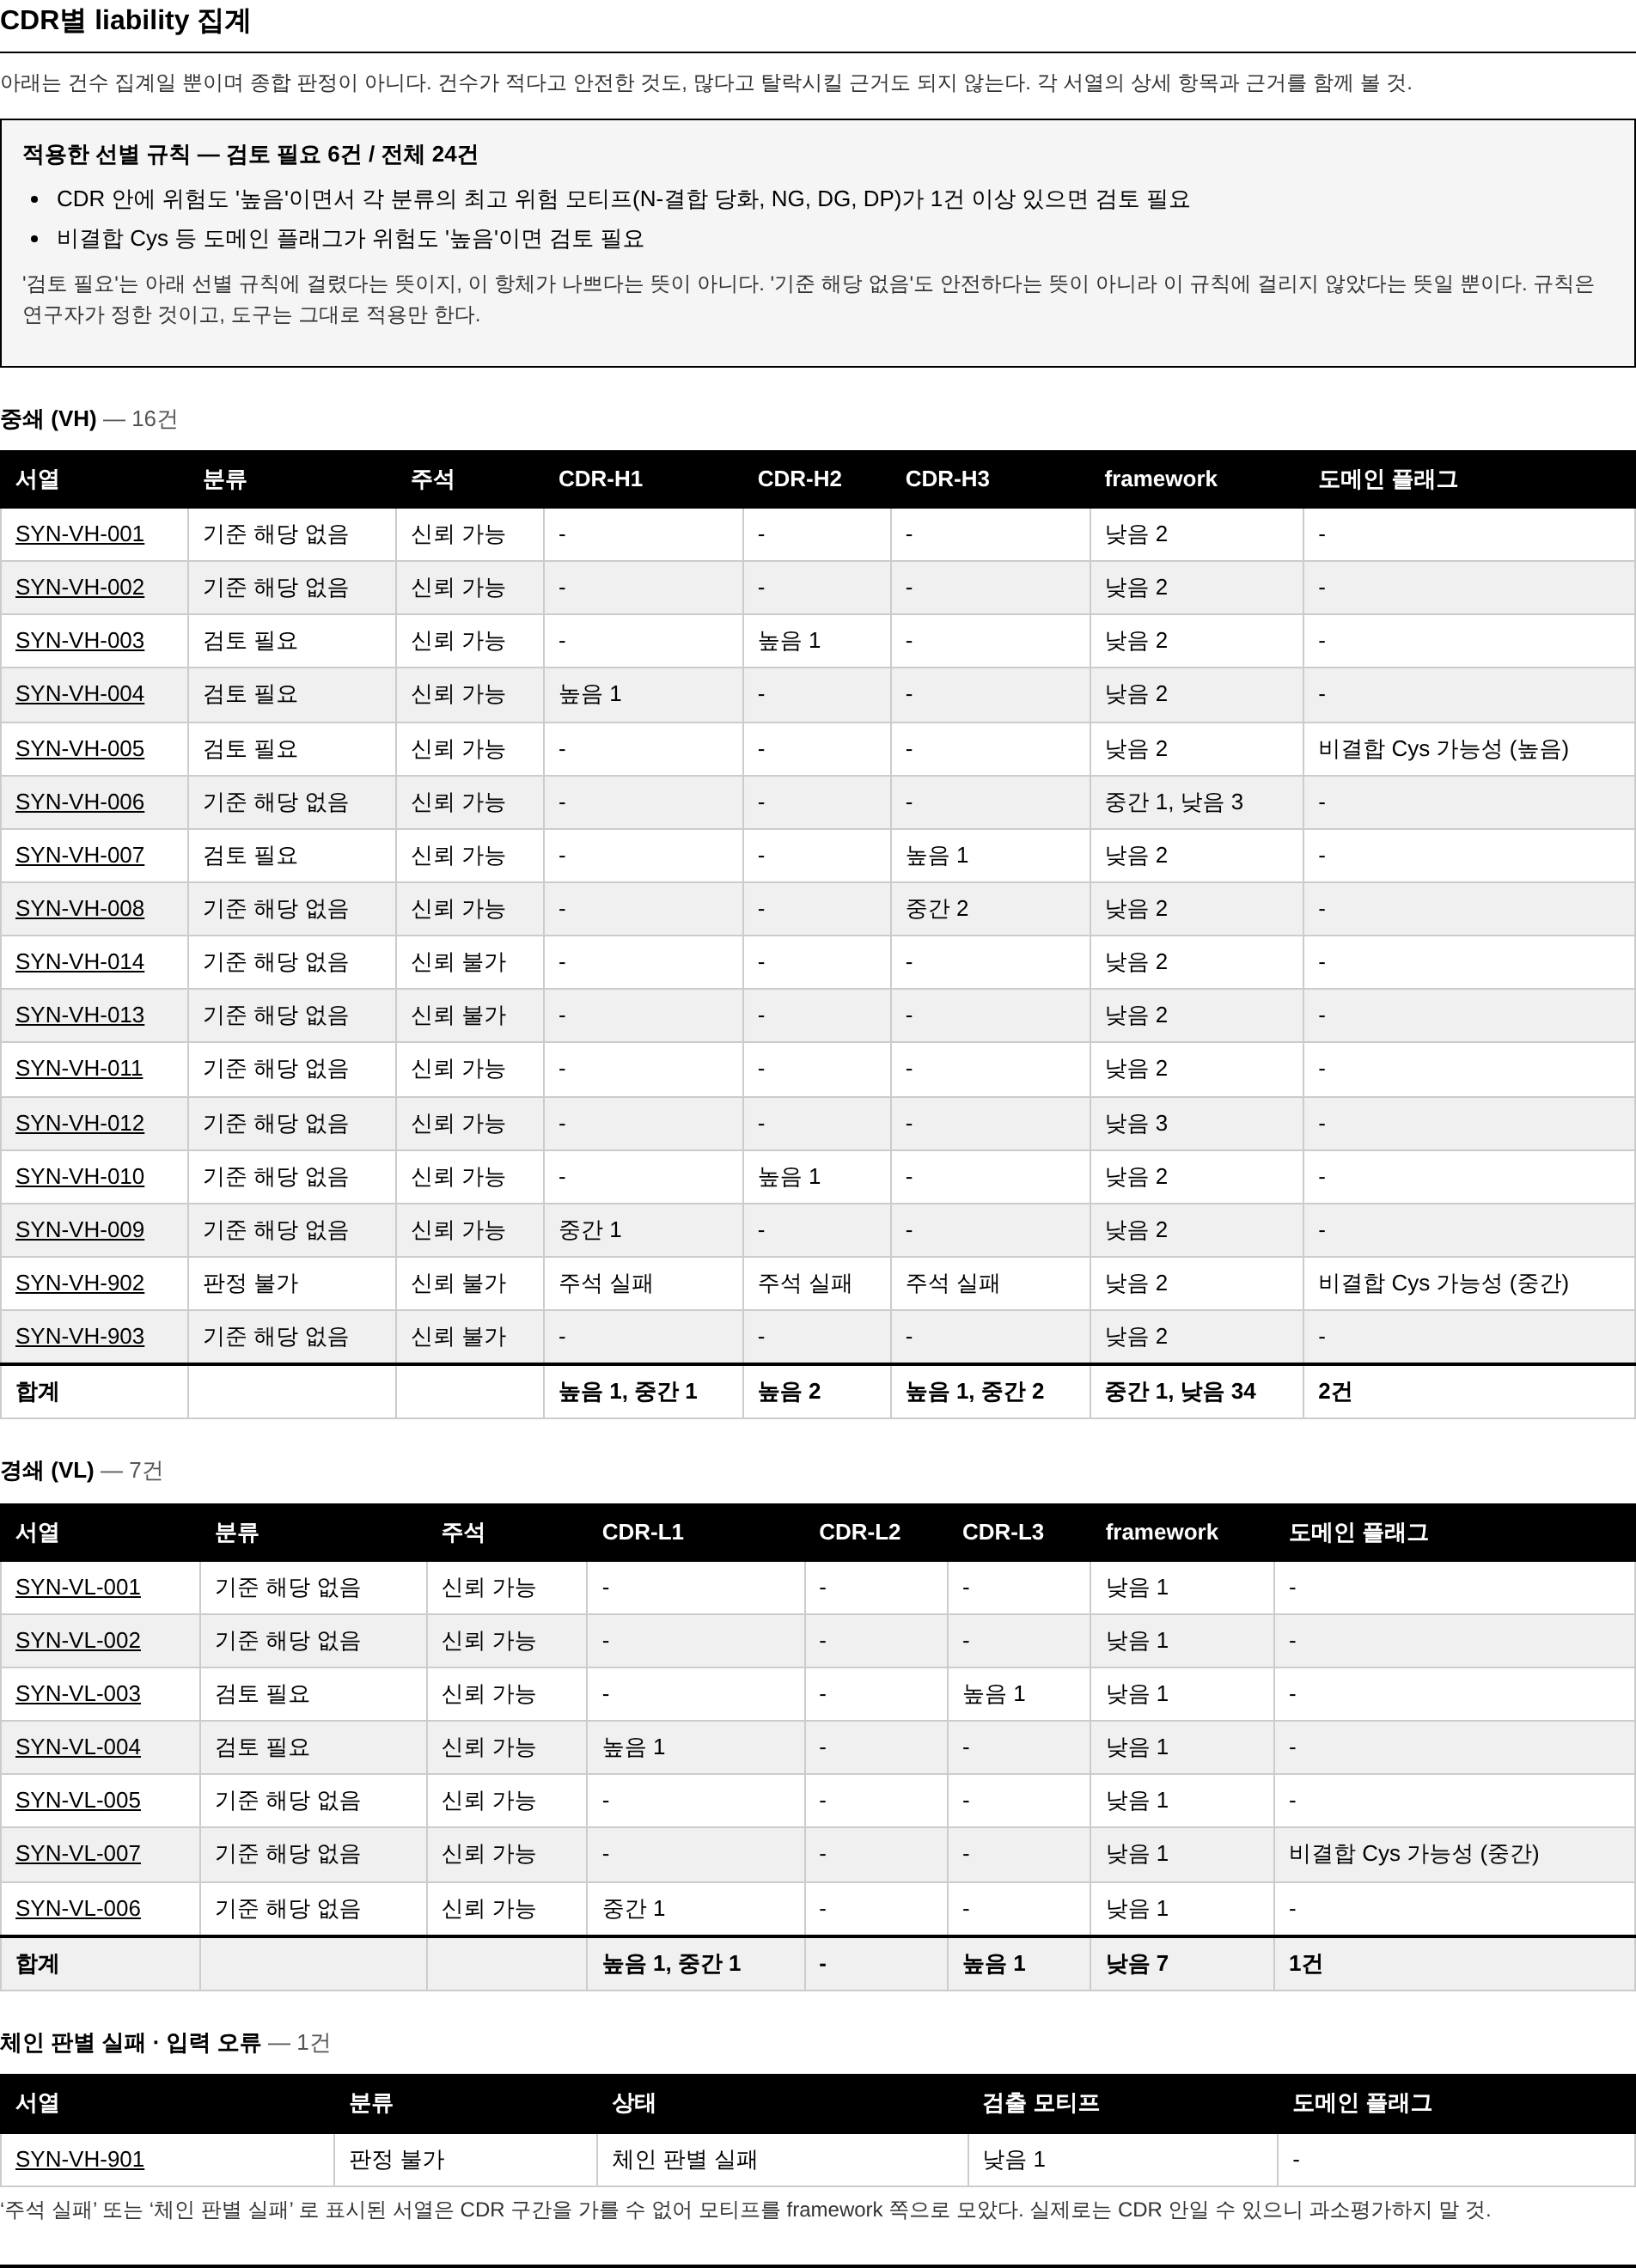 CDR별 liability 집계
아래는 건수 집계일 뿐이며 종합 판정이 아니다. 건수가 적다고 안전한 것도, 많다고 탈락시킬 근거도 되지 않는다. 각 서열의 상세 항목과 근거를 함께 볼 것.
적용한 선별 규칙 — 검토 필요 6건 / 전체 24건
• CDR 안에 위험도 '높음'이면서 각 분류의 최고 위험 모티프(N-결합 당화, NG, DG, DP)가 1건 이상 있으면 검토 필요
• 비결합 Cys 등 도메인 플래그가 위험도 '높음'이면 검토 필요
'검토 필요'는 아래 선별 규칙에 걸렸다는 뜻이지, 이 항체가 나쁘다는 뜻이 아니다. '기준 해당 없음'도 안전하다는 뜻이 아니라 이 규칙에 걸리지 않았다는 뜻일 뿐이다. 규칙은
연구자가 정한 것이고, 도구는 그대로 적용만 한다.
중쇄 (VH) — 16건
서열 분류 주석 CDR-H1 CDR-H2 CDR-H3 framework 도메인 플래그
SYN-VH-001 기준 해당 없음 신뢰 가능 - - - 낮음 2 -
SYN-VH-002 기준 해당 없음 신뢰 가능 - - - 낮음 2 -
SYN-VH-003 검토 필요 신뢰 가능 - 높음 1 - 낮음 2 -
SYN-VH-004 검토 필요 신뢰 가능 높음 1 - - 낮음 2 -
SYN-VH-005 검토 필요 신뢰 가능 - - - 낮음 2 비결합 Cys 가능성 (높음)
SYN-VH-006 기준 해당 없음 신뢰 가능 - - - 중간 1, 낮음 3 -
SYN-VH-007 검토 필요 신뢰 가능 - - 높음 1 낮음 2 -
SYN-VH-008 기준 해당 없음 신뢰 가능 - - 중간 2 낮음 2 -
SYN-VH-014 기준 해당 없음 신뢰 불가 - - - 낮음 2 -
SYN-VH-013 기준 해당 없음 신뢰 불가 - - - 낮음 2 -
SYN-VH-011 기준 해당 없음 신뢰 가능 - - - 낮음 2 -
SYN-VH-012 기준 해당 없음 신뢰 가능 - - - 낮음 3 -
SYN-VH-010 기준 해당 없음 신뢰 가능 - 높음 1 - 낮음 2 -
SYN-VH-009 기준 해당 없음 신뢰 가능 중간 1 - - 낮음 2 -
SYN-VH-902 판정 불가 신뢰 불가 주석 실패 주석 실패 주석 실패 낮음 2 비결합 Cys 가능성 (중간)
SYN-VH-903 기준 해당 없음 신뢰 불가 - - - 낮음 2 -
합계 높음 1, 중간 1 높음 2 높음 1, 중간 2 중간 1, 낮음 34 2건
경쇄 (VL) — 7건
서열 분류 주석 CDR-L1 CDR-L2 CDR-L3 framework 도메인 플래그
SYN-VL-001 기준 해당 없음 신뢰 가능 - - - 낮음 1 -
SYN-VL-002 기준 해당 없음 신뢰 가능 - - - 낮음 1 -
SYN-VL-003 검토 필요 신뢰 가능 - - 높음 1 낮음 1 -
SYN-VL-004 검토 필요 신뢰 가능 높음 1 - - 낮음 1 -
SYN-VL-005 기준 해당 없음 신뢰 가능 - - - 낮음 1 -
SYN-VL-007 기준 해당 없음 신뢰 가능 - - - 낮음 1 비결합 Cys 가능성 (중간)
SYN-VL-006 기준 해당 없음 신뢰 가능 중간 1 - - 낮음 1 -
합계 높음 1, 중간 1 - 높음 1 낮음 7 1건
체인 판별 실패 · 입력 오류 — 1건
서열 분류 상태 검출 모티프 도메인 플래그
SYN-VH-901 판정 불가 체인 판별 실패 낮음 1 -
‘주석 실패’ 또는 ‘체인 판별 실패’ 로 표시된 서열은 CDR 구간을 가를 수 없어 모티프를 framework 쪽으로 모았다. 실제로는 CDR 안일 수 있으니 과소평가하지 말 것.